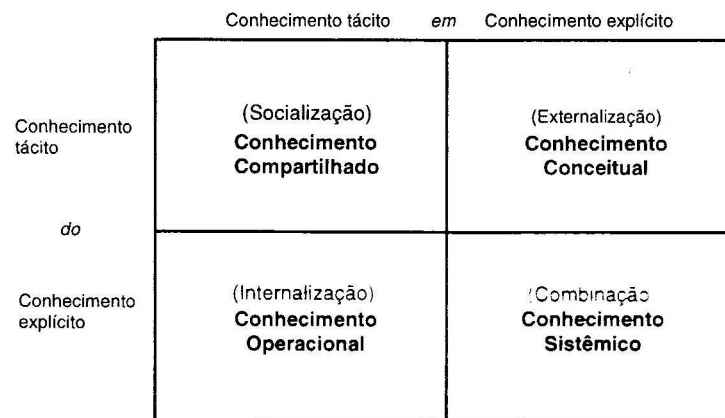 Conhecimento tácito em Conhecimento explícito
Conhecimento
tácito
(Socialização)
Conhecimento
Compartilhado
(Externalização)
Conhecimento
Conceitual
do
Conhecimento
explícito
(Internalização)
Conhecimento
Operacional
(Combinação
Conhecimento
Sistêmico